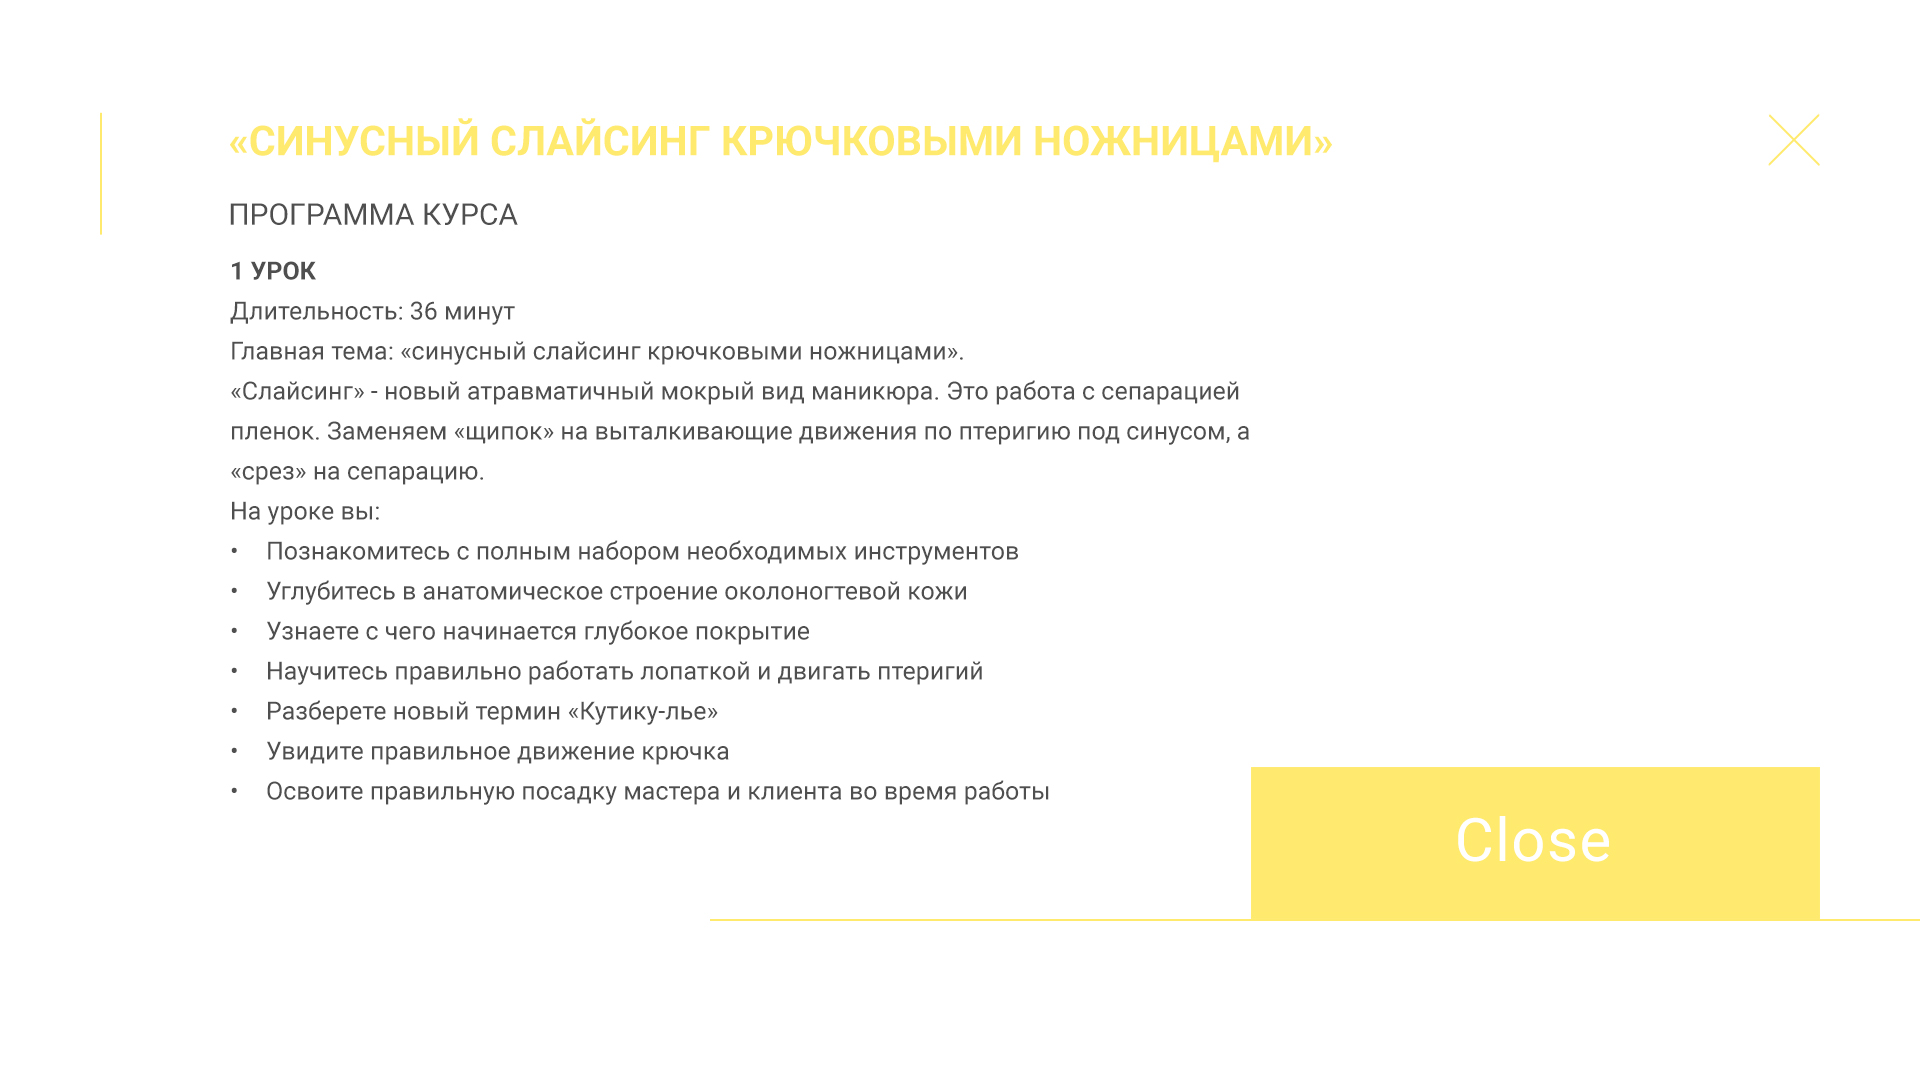 «СИНУСНЫЙ СЛАЙСИНГ КРЮЧКОВЫМИ НОЖНИЦАМИ»
ПРОГРАММА КУРСА
1 УРОК
Длительность: 36 минут
Главная тема: «синусный слайсинг крючковыми ножницами».
«Слайсинг» - новый атравматичный мокрый вид маникюра. Это работа с сепарацией
пленок. Заменяем «щипок» на выталкивающие движения по птеригию под синусом, а
«срез» на сепарацию.
На уроке вы:
• Познакомитесь с полным набором необходимых инструментов
• Углубитесь в анатомическое строение околоногтевой кожи
• Узнаете с чего начинается глубокое покрытие
• Научитесь правильно работать лопаткой и двигать птеригий
• Разберете новый термин «Кутику-лье»
• Увидите правильное движение крючка
• Освоите правильную посадку мастера и клиента во время работы
Close